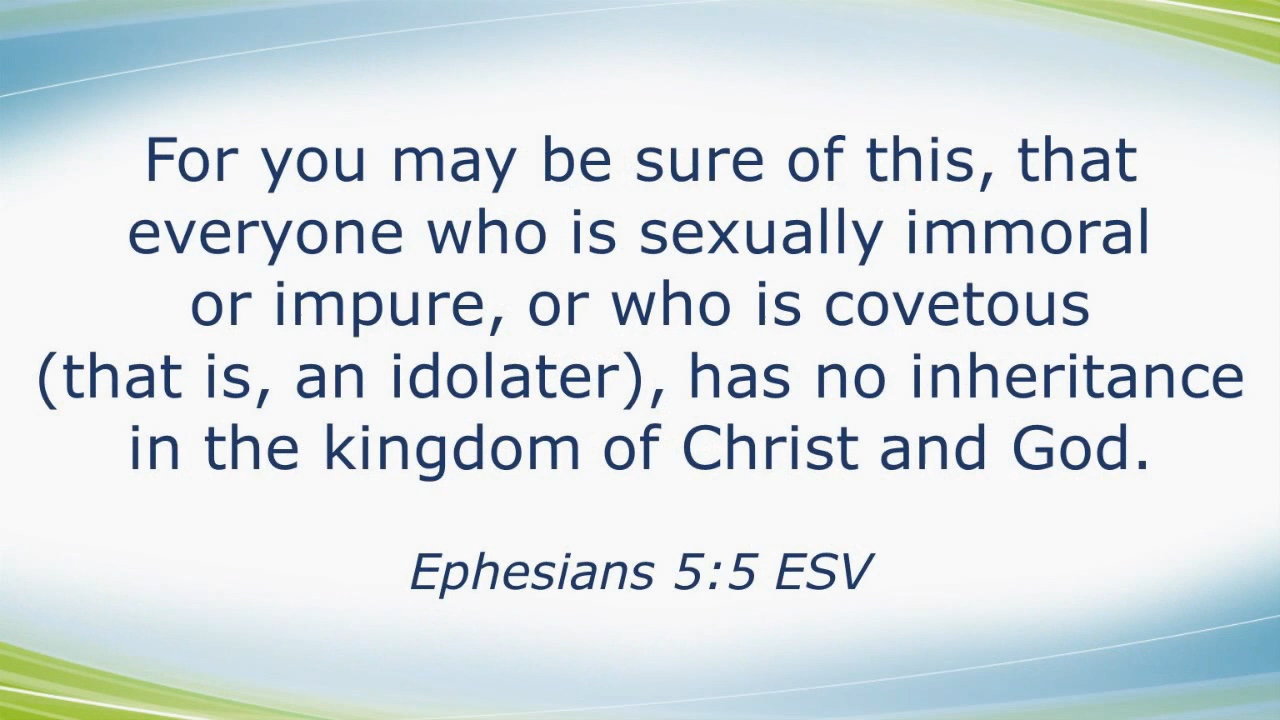 For you may be sure of this, that
everyone who is sexually immoral
or impure, or who is covetous
(that is, an idolater), has no inheritance
in the kingdom of Christ and God.
Ephesians 5:5 ESV